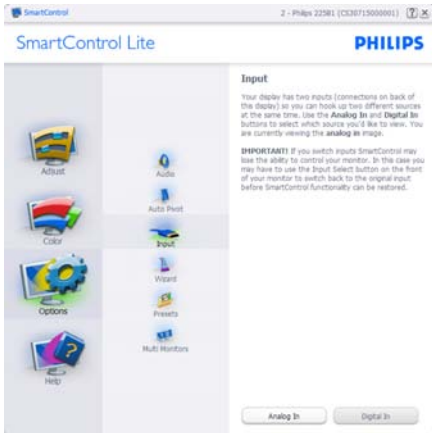 SmartControl
2 - Philips 225B1 (CS30715000001)
SmartControl Lite
PHILIPS
Adjust
Color
Options
Help
Audio
Auto Pivot
Input
Wizard
Presets
Multi Monitors
Input
Your display has two inputs (connections on back of
the display) so you can hook up two different sources
at the same time. Use the Analog In and Digital In
buttons to select which source you'd like to view. You
are currently viewing the analog in image.
IMPORTANT! If you switch inputs SmartControl may
lose the ability to control your monitor. In this case you
may have to use the Input Select button on the front
of your monitor to switch back to the original input
before SmartControl functionality can be restored.
Analog In
Digital In